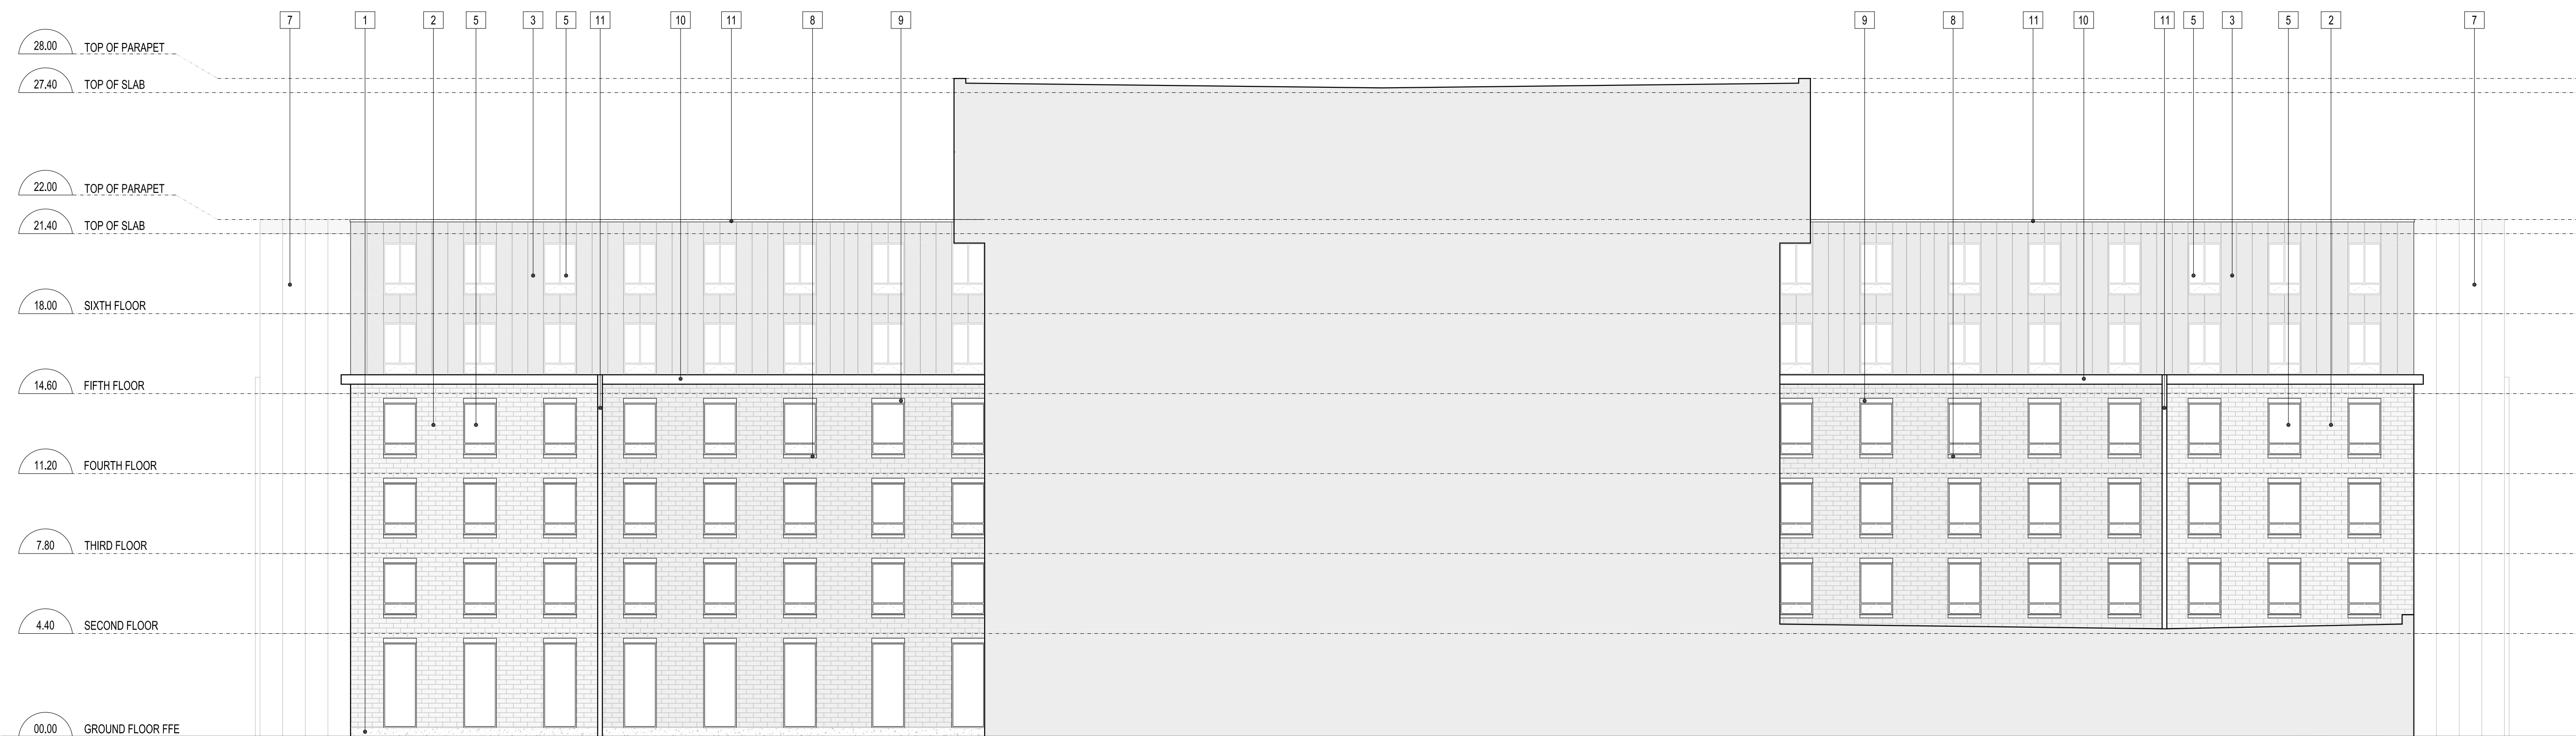 7 1 2 5 3 5 11 10 11 8 9 9 8 11 10 11 5 3 5 2 7
28.00 TOP OF PARAPET
27.40 TOP OF SLAB
22.00 TOP OF PARAPET
21.40 TOP OF SLAB
18.00 SIXTH FLOOR
14.60 FIFTH FLOOR
11.20 FOURTH FLOOR
7.80 THIRD FLOOR
4.40 SECOND FLOOR
00.00 GROUND FLOOR FFE